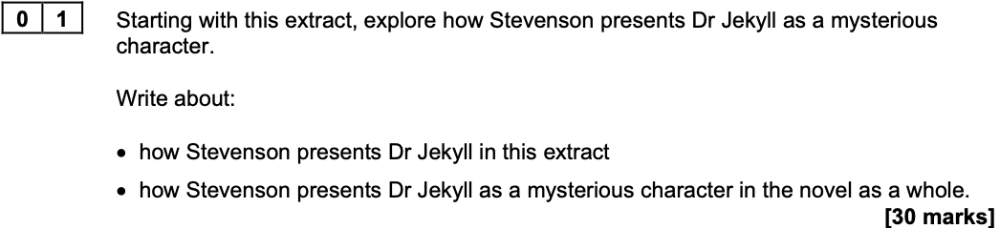 0 1 Starting with this extract, explore how Stevenson presents Dr Jekyll as a mysterious
character.
Write about:
• how Stevenson presents Dr Jekyll in this extract
• how Stevenson presents Dr Jekyll as a mysterious character in the novel as a whole.
[30 marks]